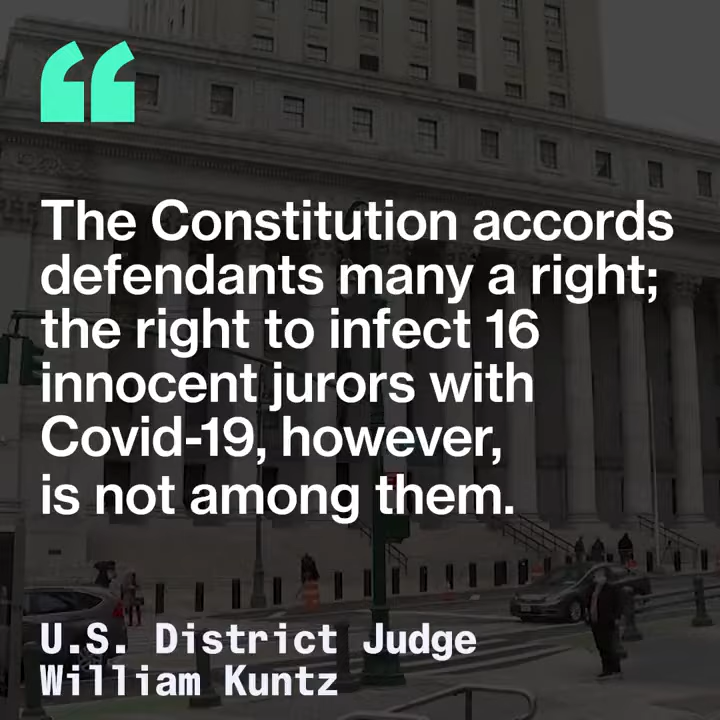 “
The Constitution accords
defendants many a right;
the right to infect 16
innocent jurors with
Covid-19, however,
is not among them.
U.S. District Judge
William Kuntz